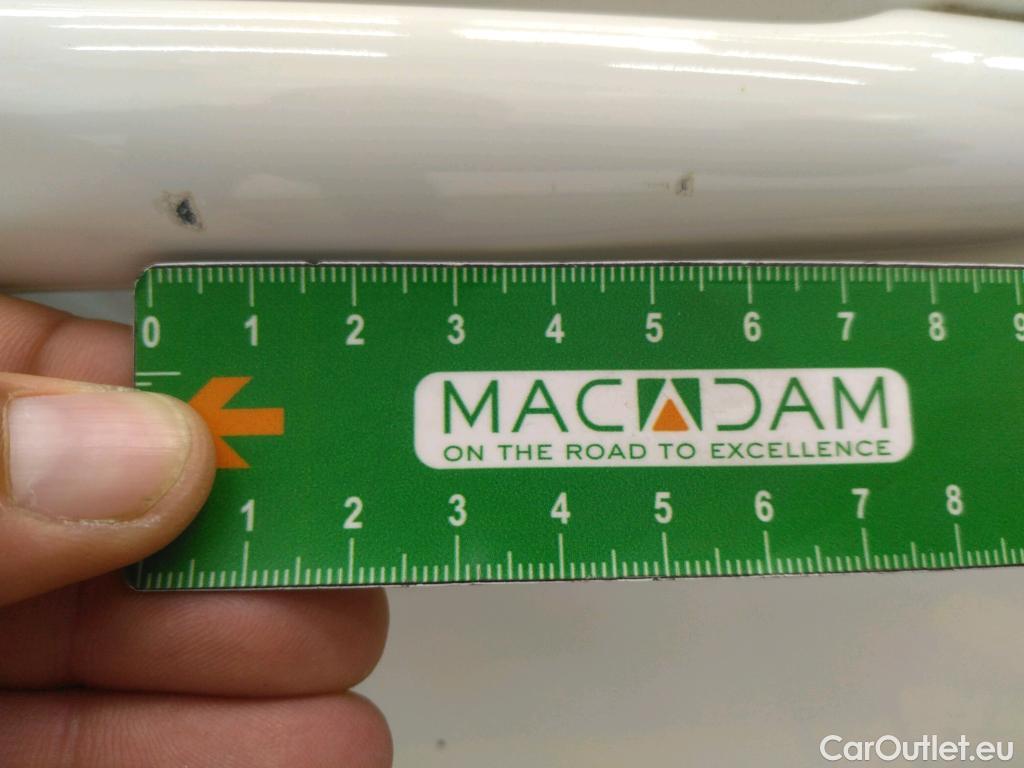 0 1 2 3 4 5 6 7 8 9
MACADAM
ON THE ROAD TO EXCELLENCE
1 2 3 4 5 6 7 8
CarOutlet.eu